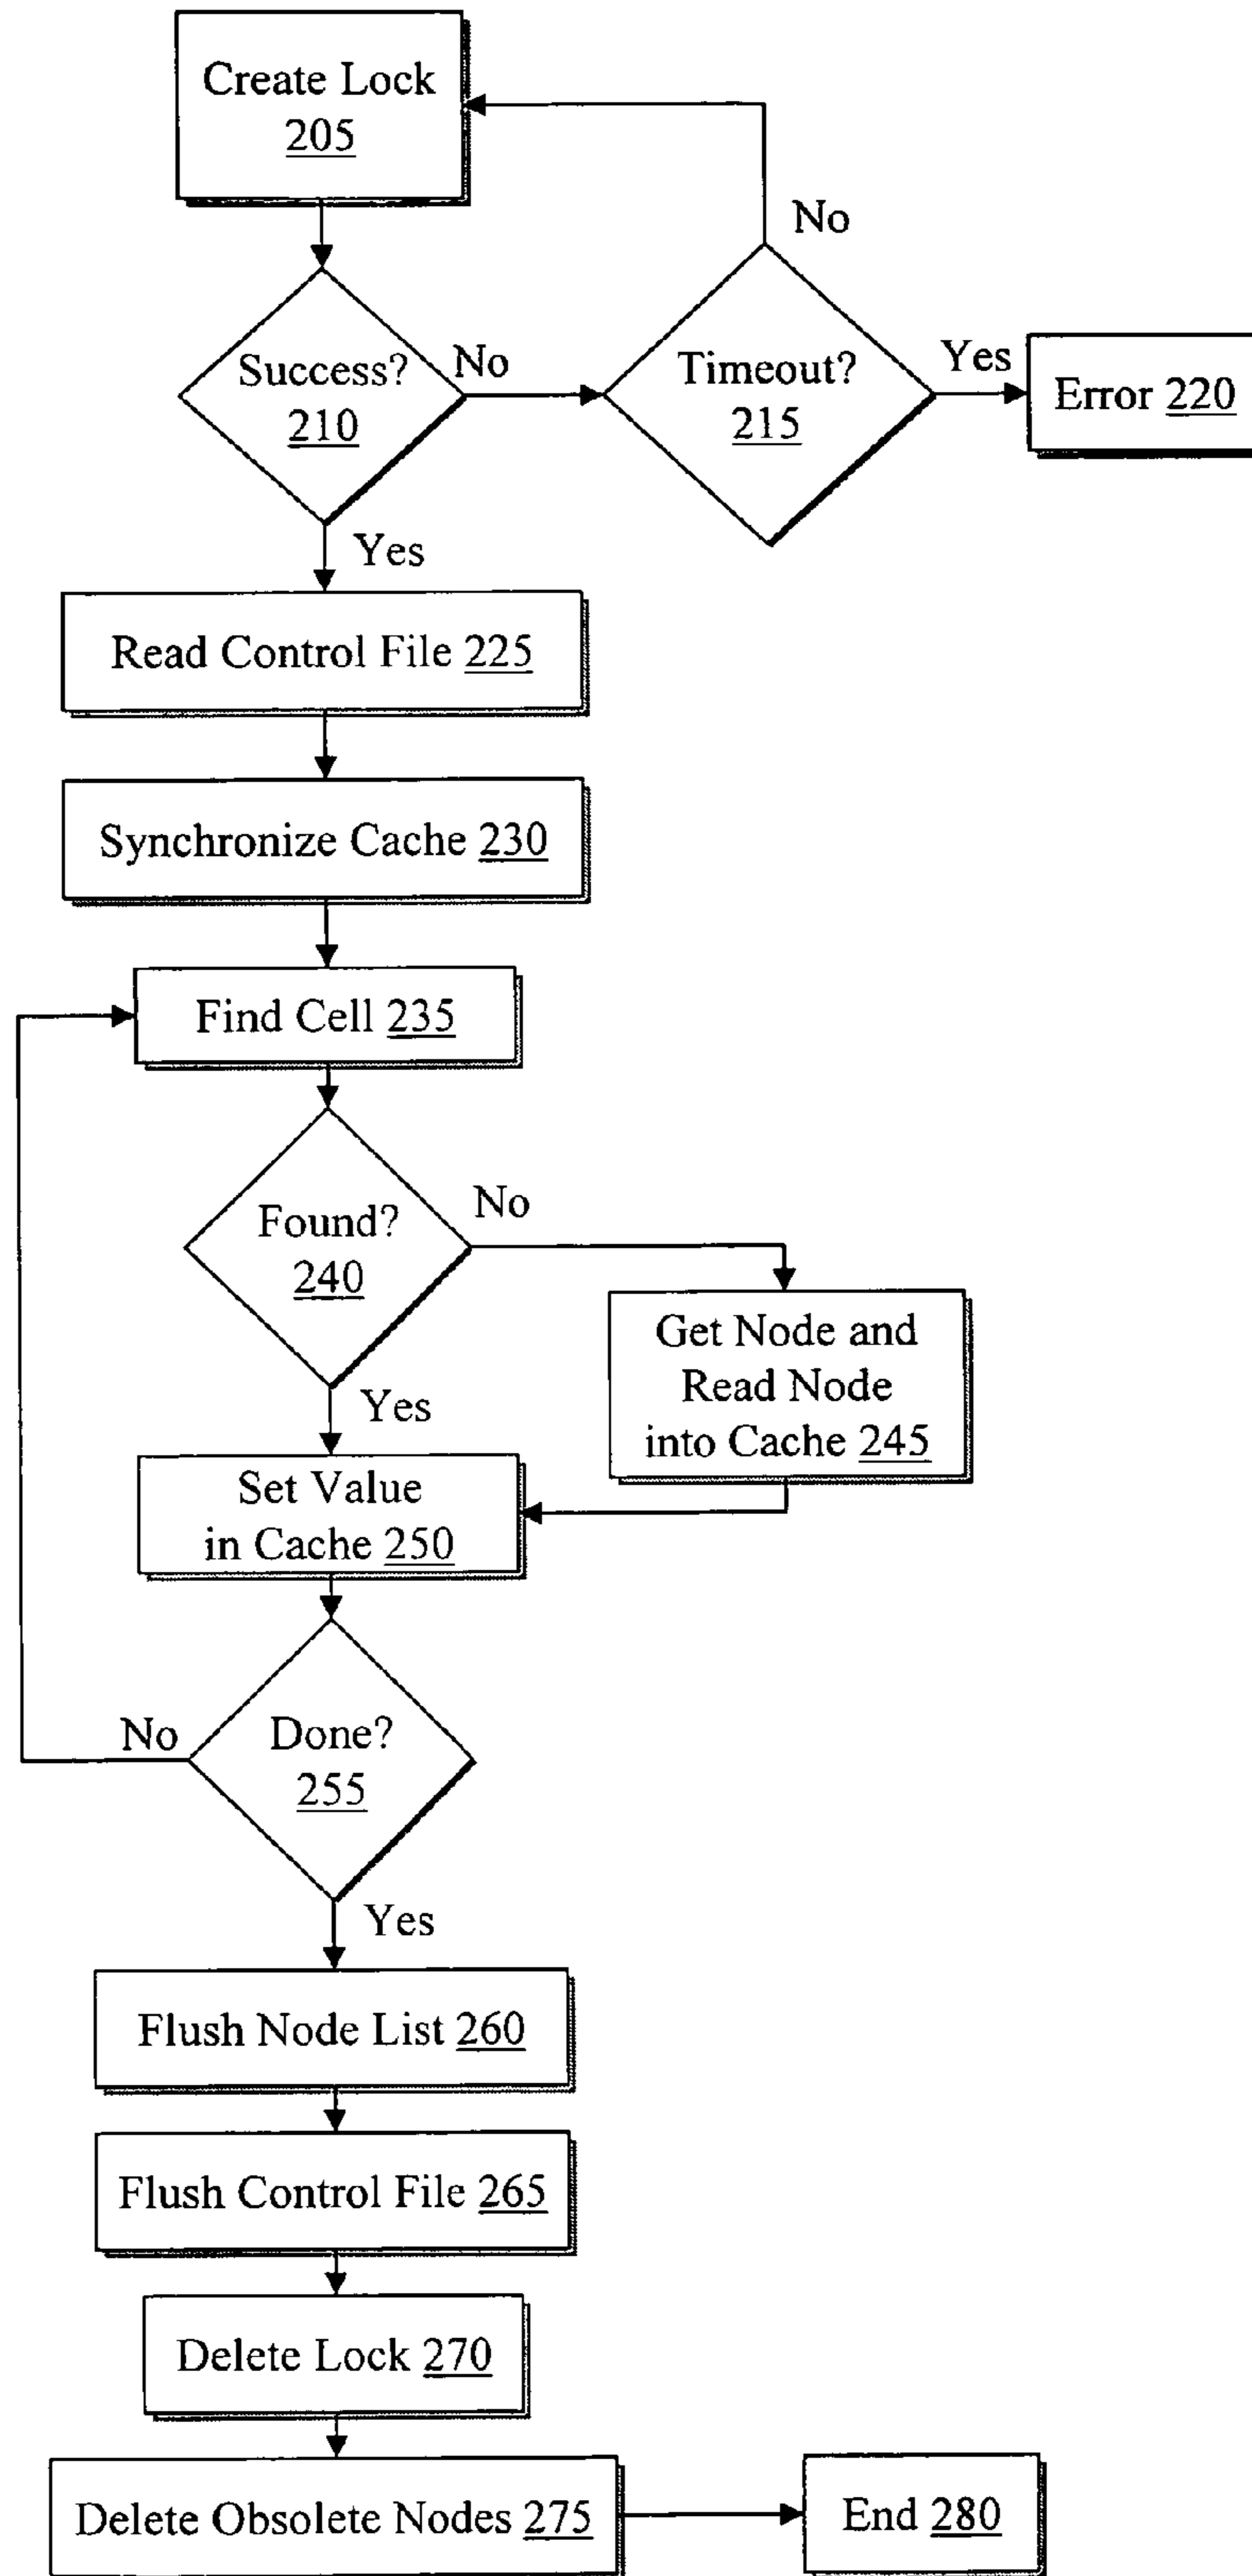 Create Lock
205
No
Success?
210
No
Timeout?
215
Yes
Error 220
Yes
Read Control File 225
Synchronize Cache 230
Find Cell 235
Found?
240
No
Get Node and
Read Node
into Cache 245
Yes
Set Value
in Cache 250
No
Done?
255
Yes
Flush Node List 260
Flush Control File 265
Delete Lock 270
Delete Obsolete Nodes 275
End 280